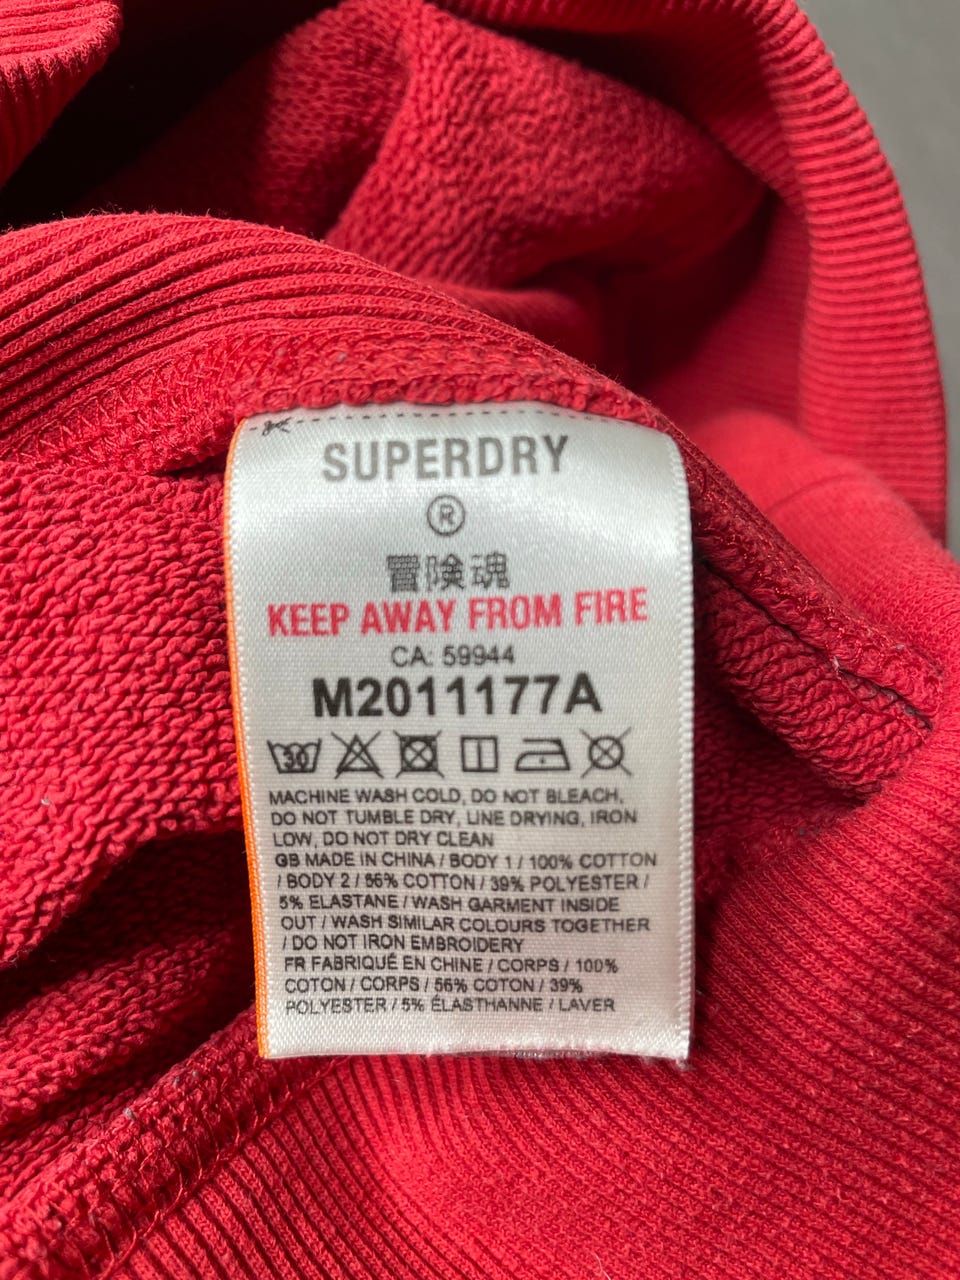 SUPERDRY
®
冒険魂
KEEP AWAY FROM FIRE
CA: 59944
M2011177A
30
MACHINE WASH COLD, DO NOT BLEACH,
DO NOT TUMBLE DRY, LINE DRYING, IRON
LOW, DO NOT DRY CLEAN
GB MADE IN CHINA / BODY 1 / 100% COTTON
/ BODY 2 / 56% COTTON / 39% POLYESTER /
5% ELASTANE / WASH GARMENT INSIDE
OUT / WASH SIMILAR COLOURS TOGETHER
/ DO NOT IRON EMBROIDERY
FR FABRIQUÉ EN CHINE / CORPS / 100%
COTON / CORPS / 56% COTON / 39%
POLYESTER / 5% ÉLASTHANNE / LAVER